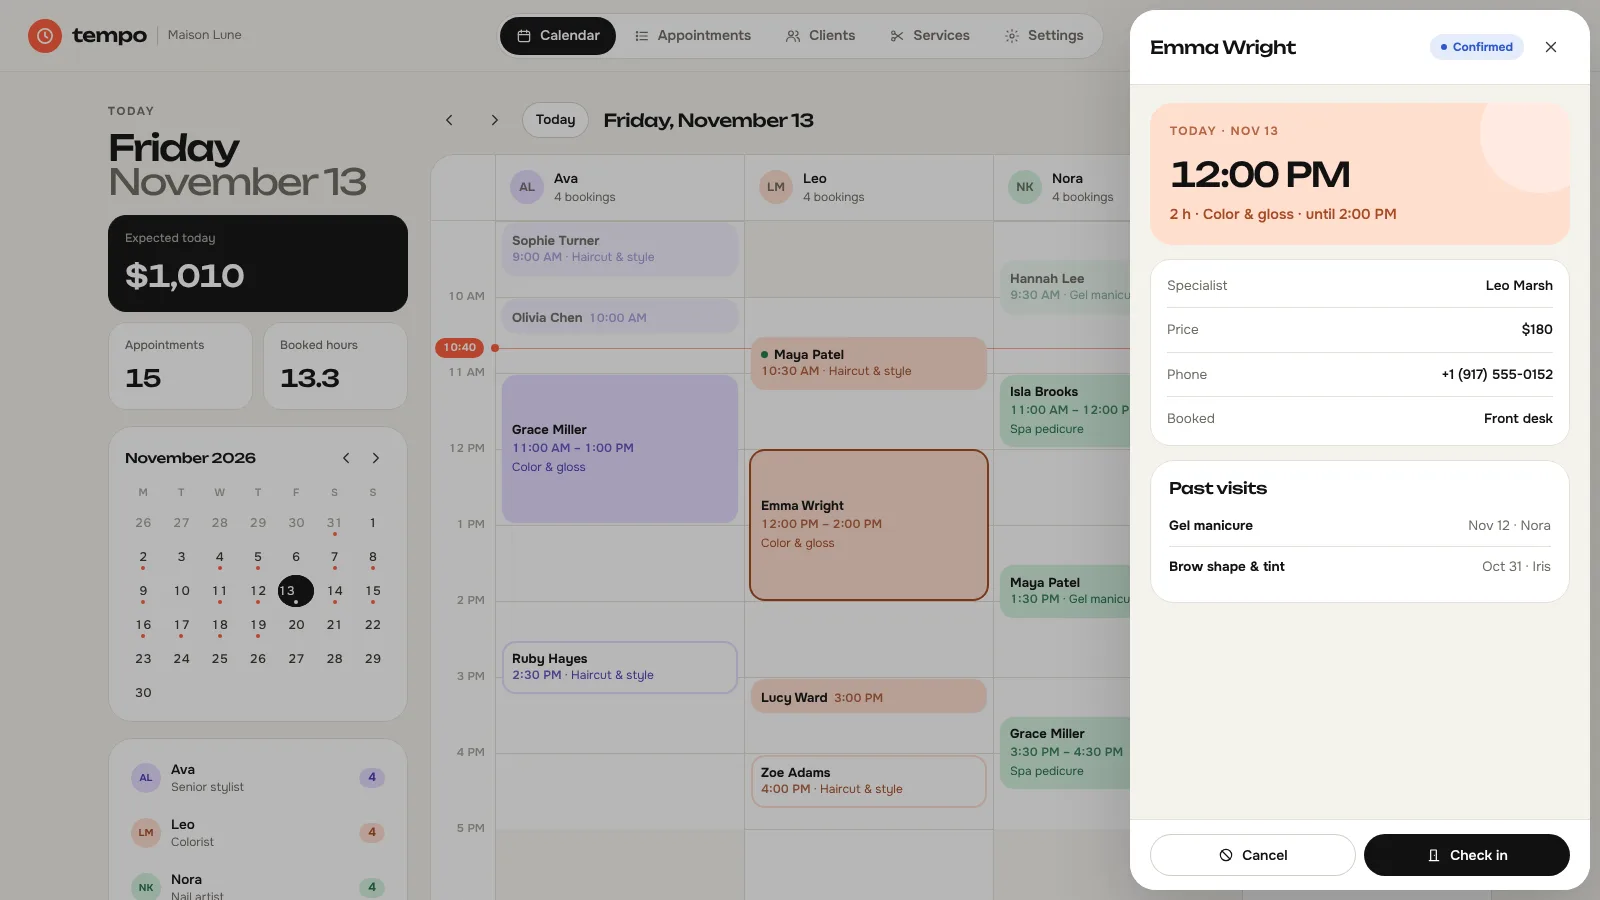 tempo
Maison Lune
Calendar
Appointments
Clients
Services
Settings
TODAY
Friday
November 13
Expected today
$1,010
Appointments
15
Booked hours
13.3
November 2026
M T W T F S S
26 27 28 29 30 31 1
2 3 4 5 6 7 8
9 10 11 12 13 14 15
16 17 18 19 20 21 22
23 24 25 26 27 28 29
30
AL
Ava
Senior stylist
4
LM
Leo
Colorist
4
NK
Nora
Nail artist
4
Today
Friday, November 13
AL
Ava
4 bookings
LM
Leo
4 bookings
NK
Nora
4 bookings
10 AM
10:40
11 AM
12 PM
1 PM
2 PM
3 PM
4 PM
5 PM
Sophie Turner
9:00 AM · Haircut & style
Olivia Chen 10:00 AM
Grace Miller
11:00 AM – 1:00 PM
Color & gloss
Ruby Hayes
2:30 PM · Haircut & style
Maya Patel
10:30 AM · Haircut & style
Emma Wright
12:00 PM – 2:00 PM
Color & gloss
Lucy Ward 3:00 PM
Zoe Adams
4:00 PM · Haircut & style
Hannah Lee
9:30 AM · Gel manicu
Isla Brooks
11:00 AM – 12:00 P
Spa pedicure
Maya Patel
1:30 PM · Gel manicu
Grace Miller
3:30 PM – 4:30 PM
Spa pedicure
Emma Wright
Confirmed
TODAY · NOV 13
12:00 PM
2 h · Color & gloss · until 2:00 PM
Specialist
Leo Marsh
Price
$180
Phone
+1 (917) 555-0152
Booked
Front desk
Past visits
Gel manicure
Nov 12 · Nora
Brow shape & tint
Oct 31 · Iris
Cancel
Check in